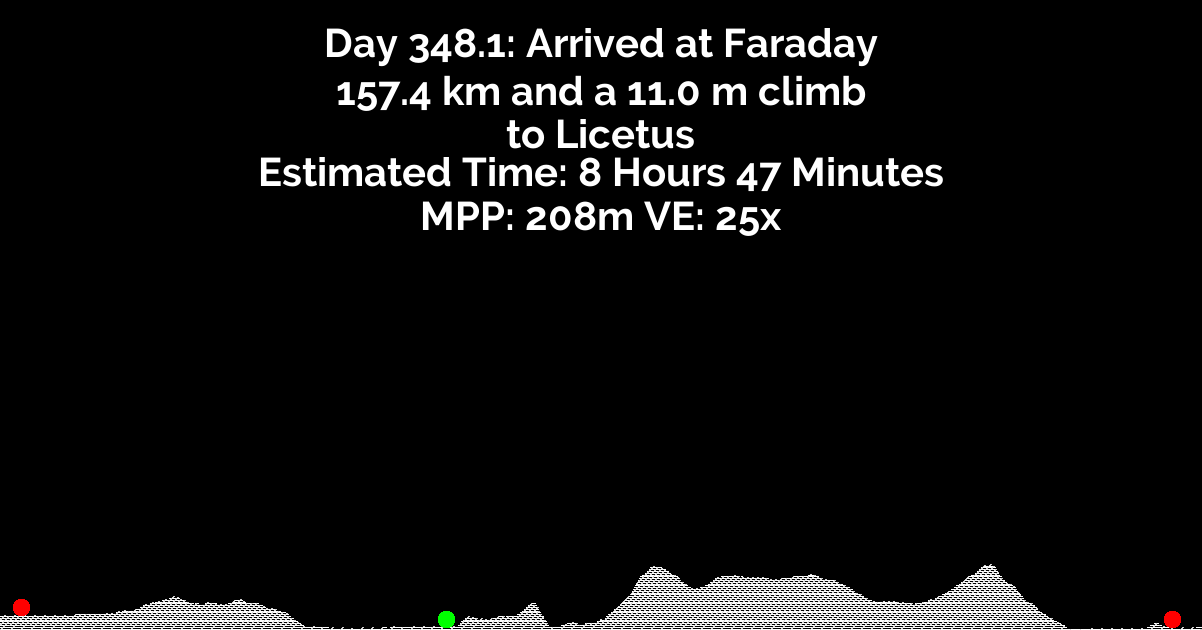 Day 348.1: Arrived at Faraday
157.4 km and a 11.0 m climb
to Licetus
Estimated Time: 8 Hours 47 Minutes
MPP: 208m VE: 25x